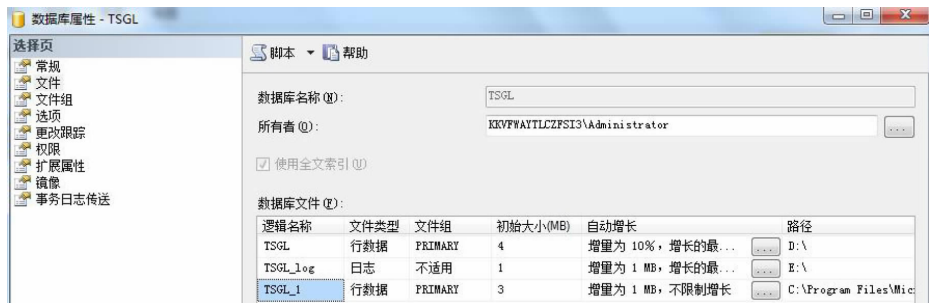 数据库属性 - TSGL
选择页
常规
文件
文件组
选项
更改跟踪
权限
扩展属性
镜像
事务日志传送
脚本 帮助
数据库名称(N): TSGL
所有者(O): KKVFWAYTLCZFSI3\Administrator ...
使用全文索引(U)
数据库文件(F):
逻辑名称 文件类型 文件组 初始大小(MB) 自动增长 路径
TSGL 行数据 PRIMARY 4 增量为 10%，增长的最... ... D:\
TSGL_log 日志 不适用 1 增量为 1 MB，增长的最... ... E:\
TSGL_1 行数据 PRIMARY 3 增量为 1 MB，不限制增长 ... C:\Program Files\Mic